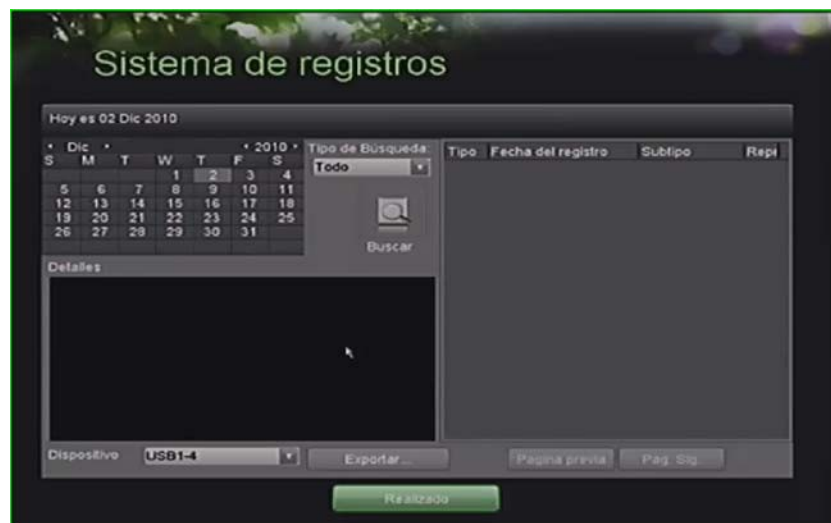 Sistema de registros
Hoy es 02 Dic 2010
Dic 2010
S M T W T F S
1 2 3 4
5 6 7 8 9 10 11
12 13 14 15 16 17 18
19 20 21 22 23 24 25
26 27 28 29 30 31
Tipo de Búsqueda:
Todo
Buscar
Tipo Fecha del registro Subtipo Repr
Detalles
Dispositivo USB1-4 Exportar... Pagina previa Pag. Sig.
Realizado